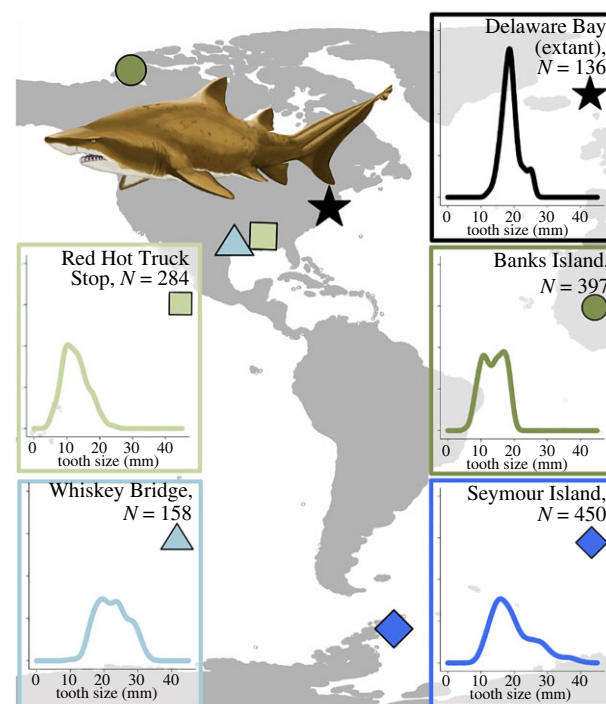 Delaware Bay
(extant),
N = 136
0 10 20 30 40
tooth size (mm)
Red Hot Truck
Stop, N = 284
0 10 20 30 40
tooth size (mm)
Banks Island,
N = 397
0 10 20 30 40
tooth size (mm)
Whiskey Bridge,
N = 158
0 10 20 30 40
tooth size (mm)
Seymour Island,
N = 450
0 10 20 30 40
tooth size (mm)